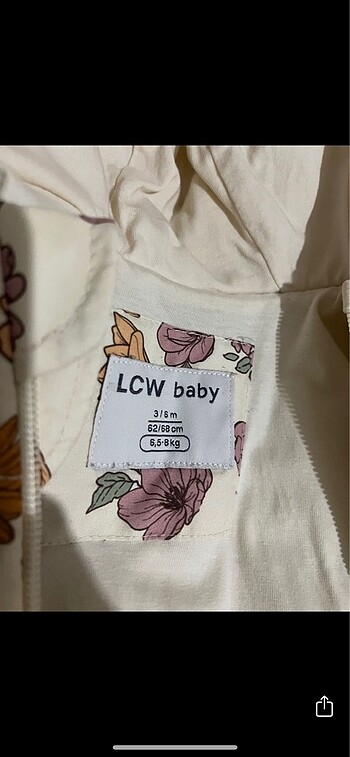 LCW baby
3/6 m
62/68 cm
6,5-8 kg